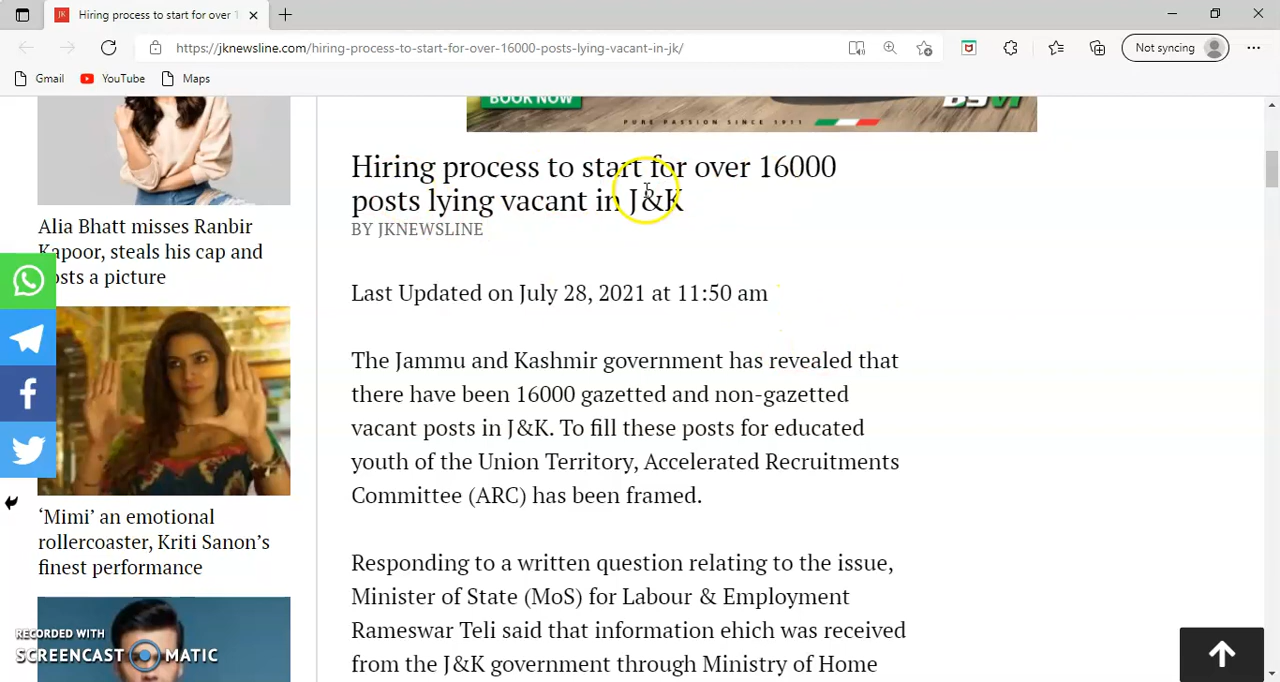 Hiring process to start for over 1
https://jknewsline.com/hiring-process-to-start-for-over-16000-posts-lying-vacant-in-jk/
Not syncing
Gmail
YouTube
Maps
BOOK NOW
BSVI
PURE PASSION SINCE 1911
Hiring process to start for over 16000
posts lying vacant in J&K
BY JKNEWSLINE
Last Updated on July 28, 2021 at 11:50 am
The Jammu and Kashmir government has revealed that
there have been 16000 gazetted and non-gazetted
vacant posts in J&K. To fill these posts for educated
youth of the Union Territory, Accelerated Recruitments
Committee (ARC) has been framed.
Responding to a written question relating to the issue,
Minister of State (MoS) for Labour & Employment
Rameswar Teli said that information ehich was received
from the J&K government through Ministry of Home
Alia Bhatt misses Ranbir
Kapoor, steals his cap and
posts a picture
‘Mimi’ an emotional
rollercoaster, Kriti Sanon’s
finest performance
RECORDED WITH
SCREENCAST MATIC